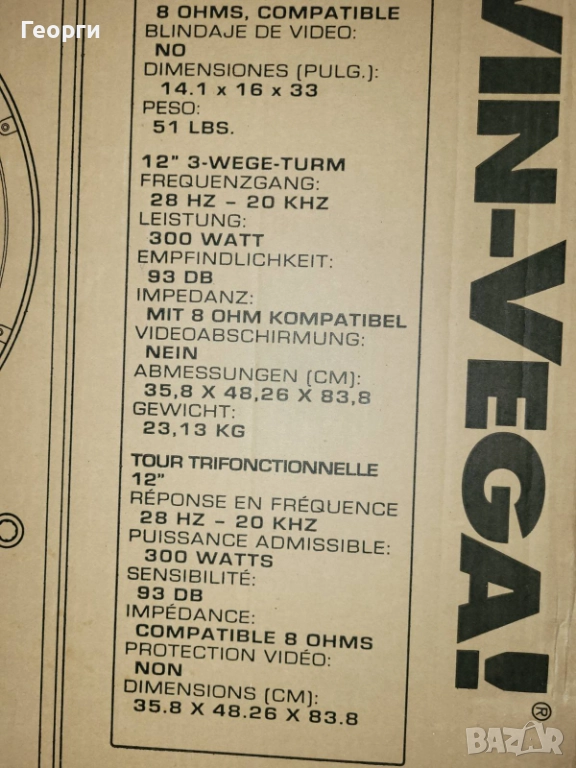 Георги
8 OHMS, COMPATIBLE
BLINDAJE DE VIDEO:
NO
DIMENSIONES (PULG.):
14.1 x 16 x 33
PESO:
51 LBS.
12" 3-WEGE-TURM
FREQUENZGANG:
28 HZ – 20 KHZ
LEISTUNG:
300 WATT
EMPFINDLICHKEIT:
93 DB
IMPEDANZ:
MIT 8 OHM KOMPATIBEL
VIDEOABSCHIRMUNG:
NEIN
ABMESSUNGEN (CM):
35,8 X 48,26 X 83,8
GEWICHT:
23,13 KG
TOUR TRIFONCTIONNELLE
12"
RÉPONSE EN FRÉQUENCE
28 HZ – 20 KHZ
PUISSANCE ADMISSIBLE:
300 WATTS
SENSIBILITÉ:
93 DB
IMPÉDANCE:
COMPATIBLE 8 OHMS
PROTECTION VIDÉO:
NON
DIMENSIONS (CM):
35.8 X 48.26 X 83.8
VIN-VEGA!®
BAZAR